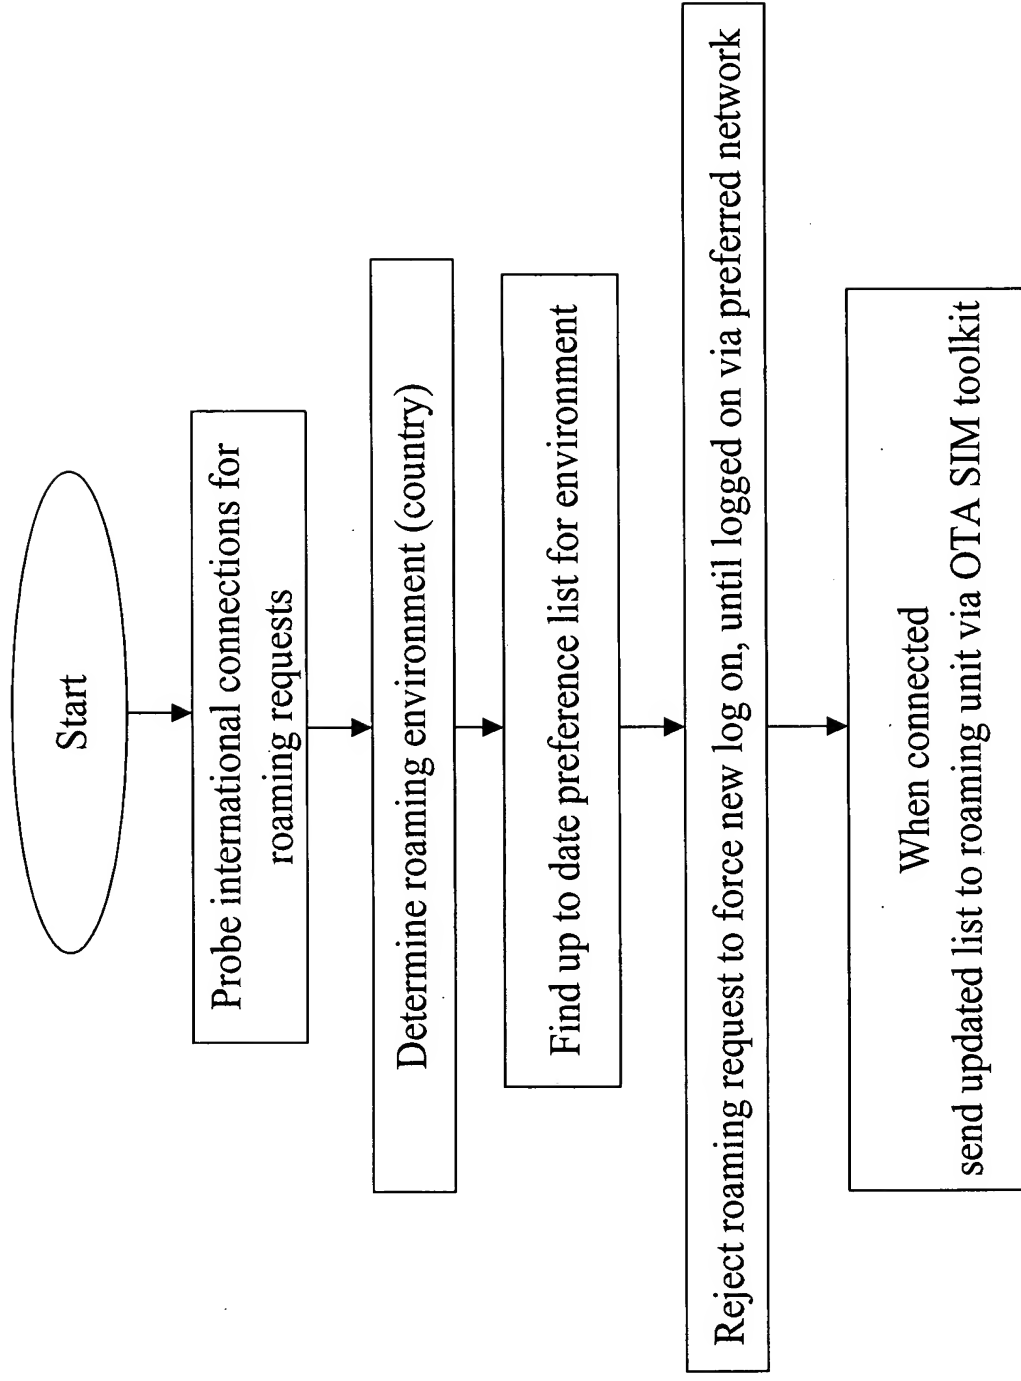 Start
Probe international connections for
roaming requests
Determine roaming environment (country)
Find up to date preference list for environment
Reject roaming request to force new log on, until logged on via preferred network
When connected
send updated list to roaming unit via OTA SIM toolkit